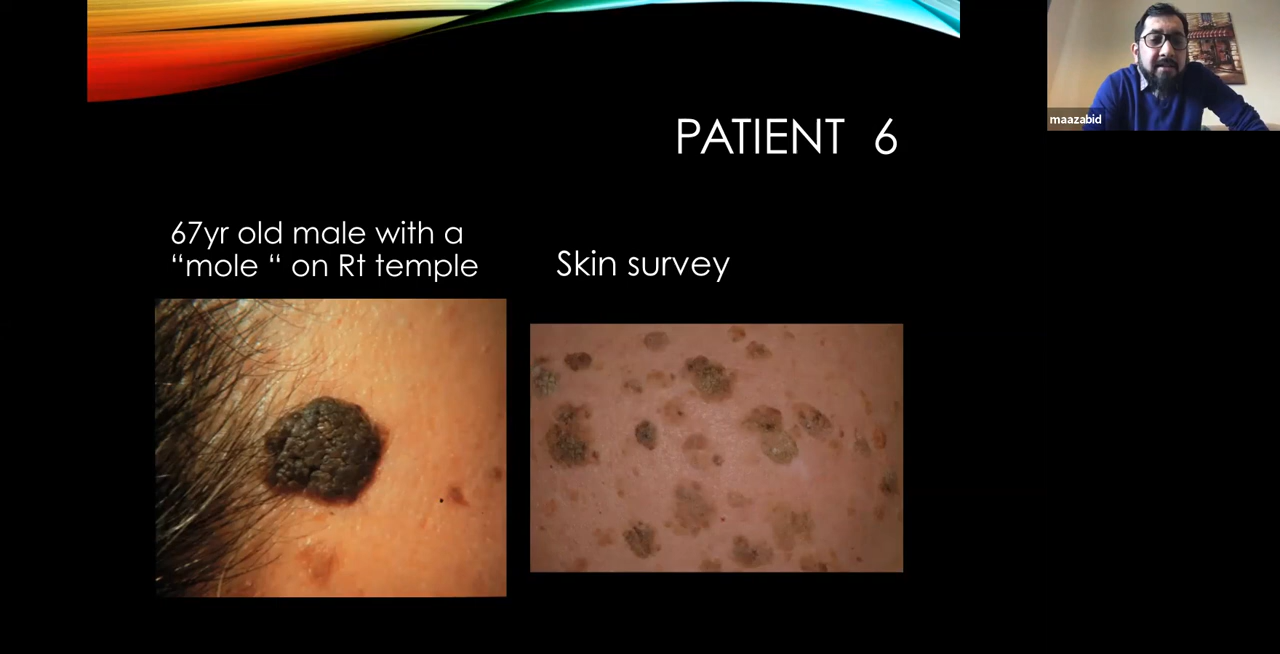 PATIENT 6
67yr old male with a
“mole “ on Rt temple
Skin survey
maazabid